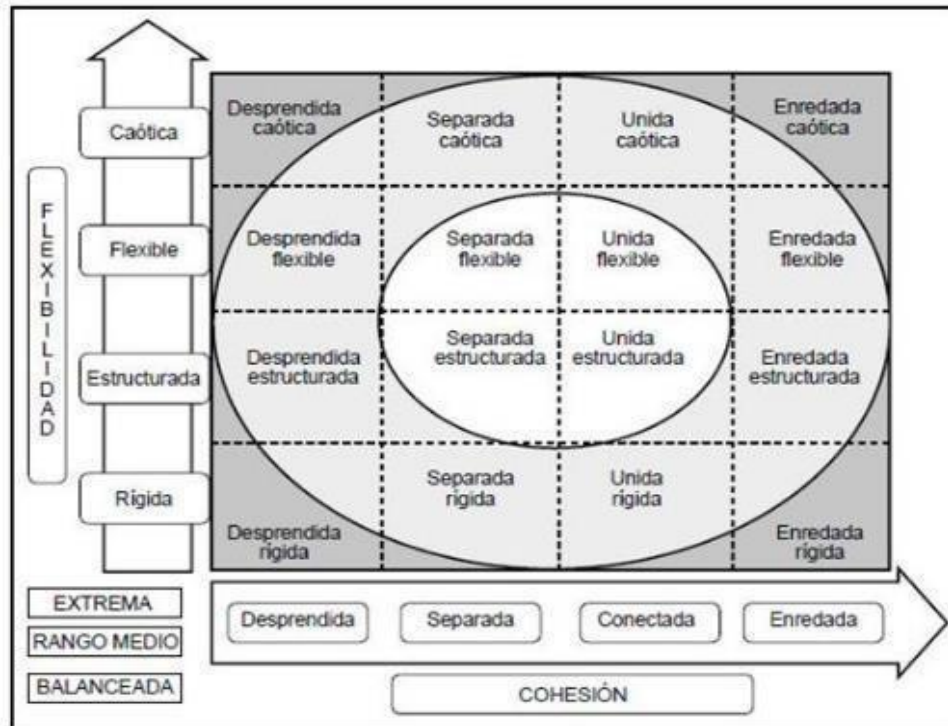 Caótica
Desprendida
caótica
Separada
caótica
Unida
caótica
Enredada
caótica
FLEXIBILIDAD
Flexible
Desprendida
flexible
Separada
flexible
Unida
flexible
Enredada
flexible
Estructurada
Desprendida
estructurada
Separada
estructurada
Unida
estructurada
Enredada
estructurada
Rígida
Desprendida
rígida
Separada
rígida
Unida
rígida
Enredada
rígida
EXTREMA
RANGO MEDIO
BALANCEADA
Desprendida
Separada
Conectada
Enredada
COHESIÓN